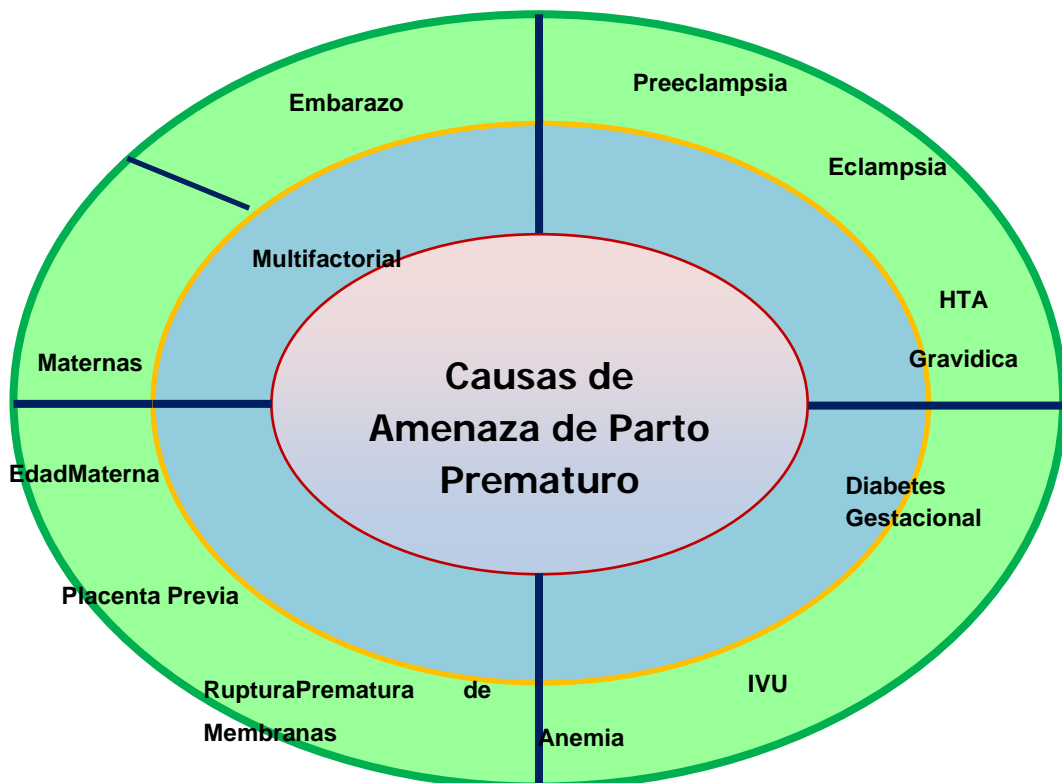 Preeclampsia
Embarazo
Eclampsia
Multifactorial
HTA
Gravidica
Maternas
Causas de
Amenaza de Parto
Prematuro
EdadMaterna
Diabetes
Gestacional
Placenta Previa
RupturaPrematura de
Membranas
IVU
Anemia